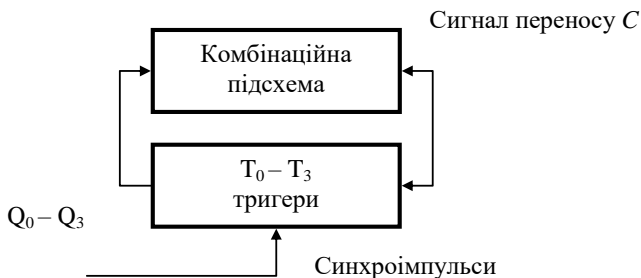 Сигнал переносу C
Комбінаційна
підсхема
T₀ – T₃
тригери
Q₀ – Q₃
Синхроімпульси